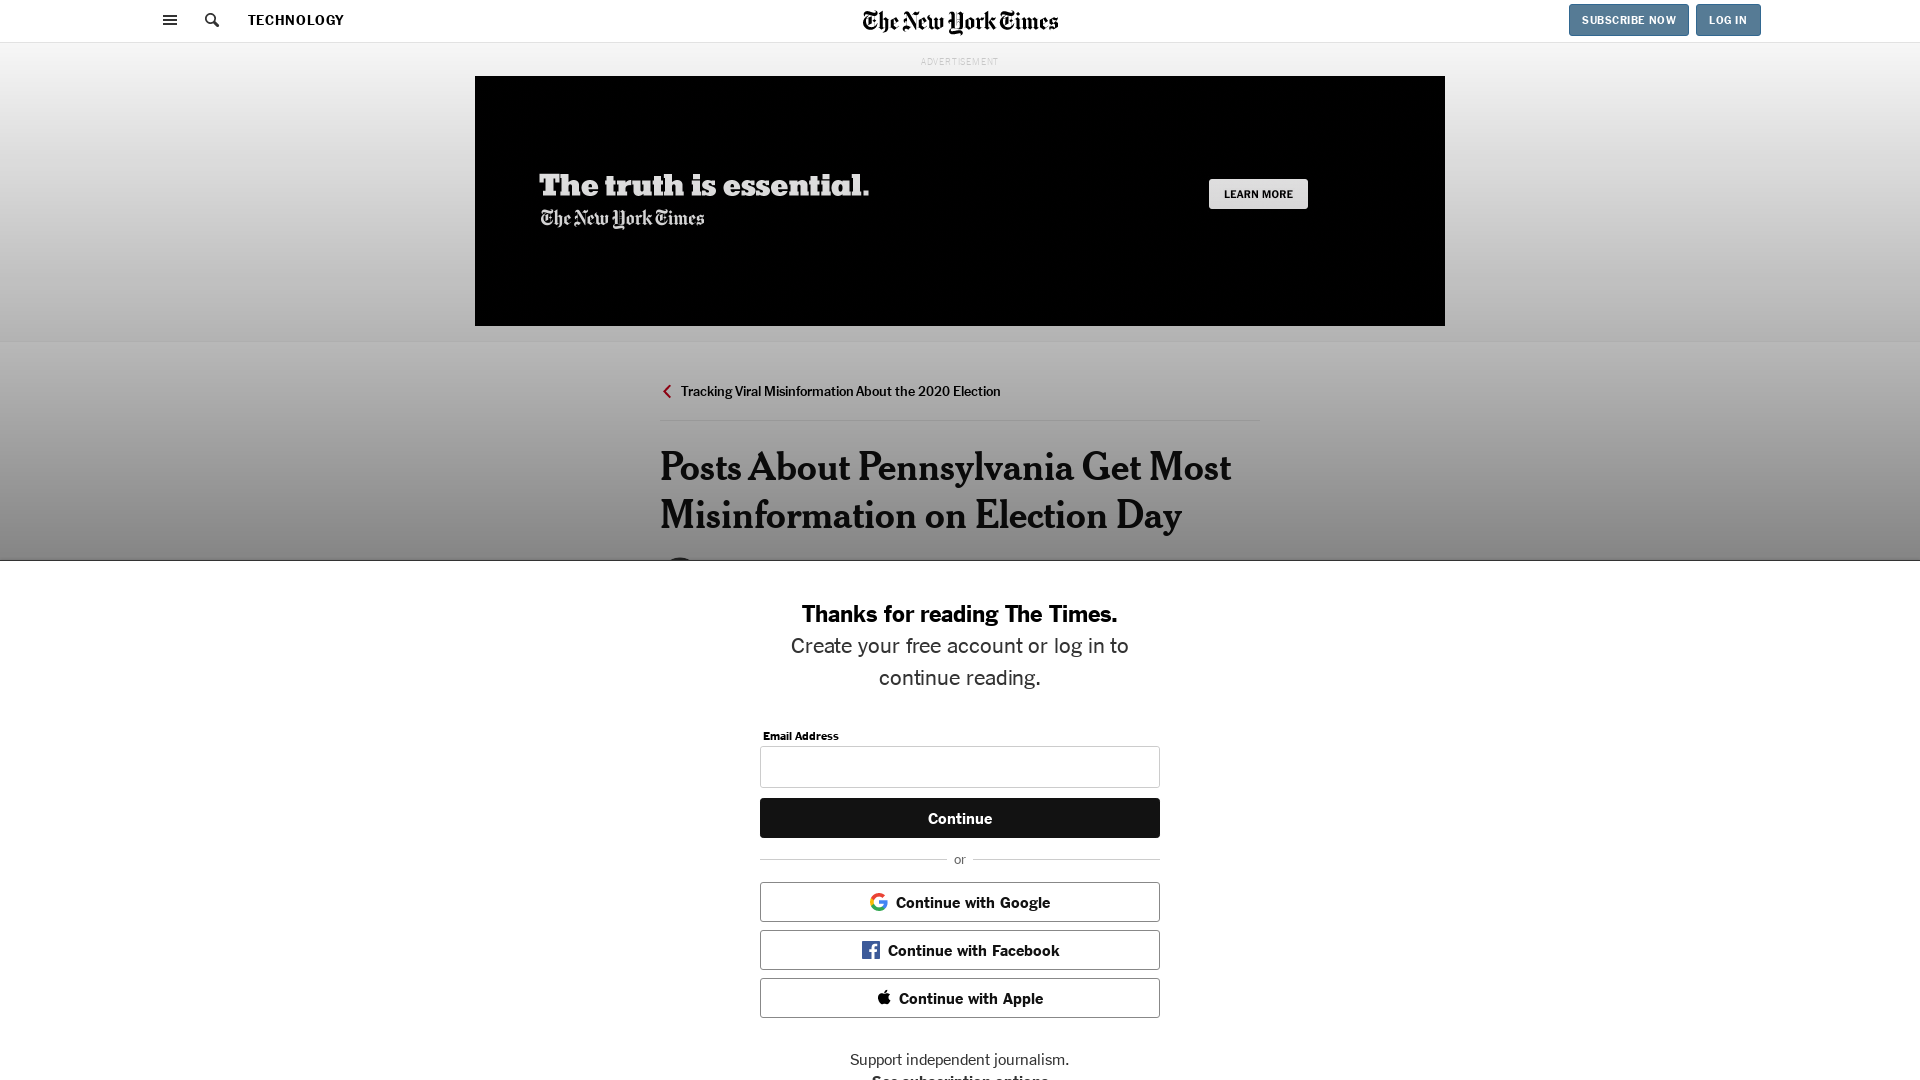 TECHNOLOGY
The New York Times
SUBSCRIBE NOW
LOG IN
ADVERTISEMENT
The truth is essential.
The New York Times
LEARN MORE
Tracking Viral Misinformation About the 2020 Election
Posts About Pennsylvania Get Most
Misinformation on Election Day
Thanks for reading The Times.
Create your free account or log in to
continue reading.
Email Address
Continue
or
Continue with Google
Continue with Facebook
Continue with Apple
Support independent journalism.
See subscription options